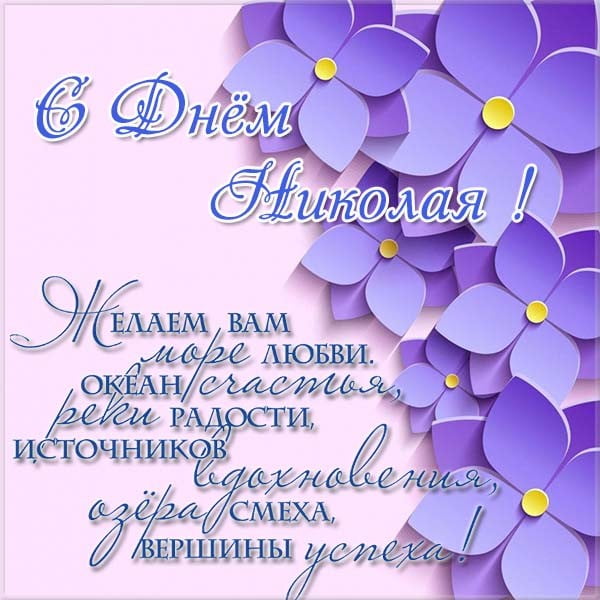 С Днём
Николая !
Желаем вам
море любви.
океан счастья,
реки радости,
источников
вдохновения,
озёра смеха,
вершины успеха!